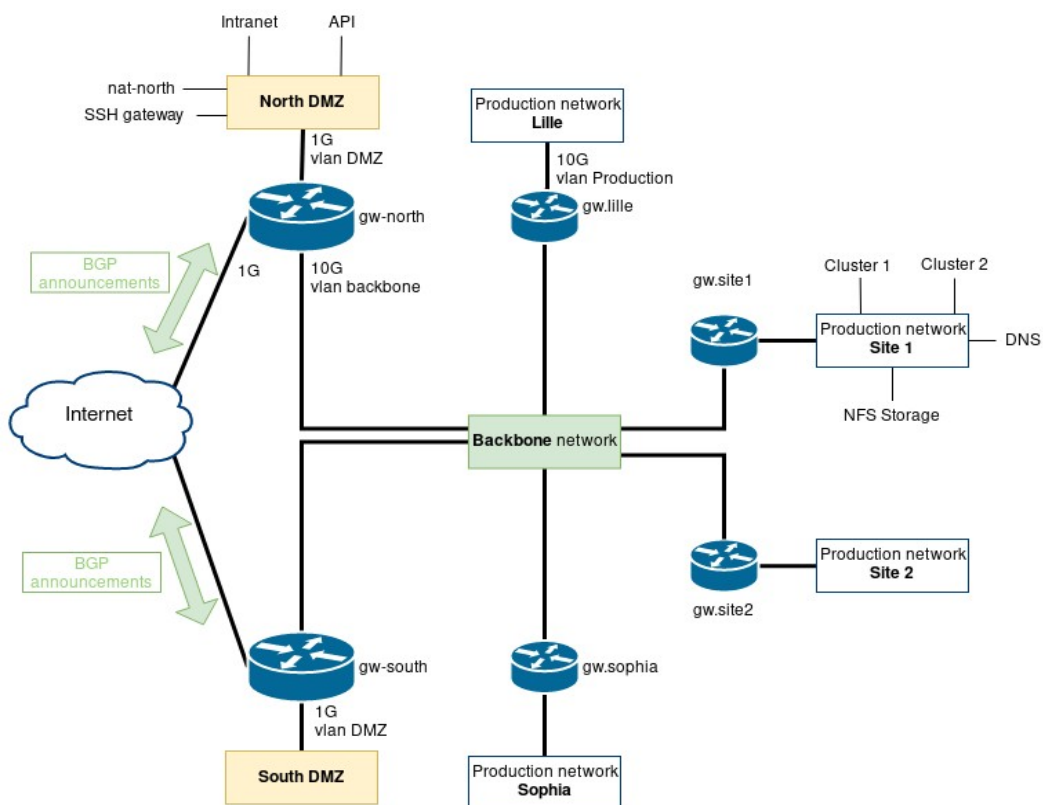 Intranet
API
nat-north
SSH gateway
North DMZ
1G
vlan DMZ
gw-north
BGP
announcements
1G
10G
vlan backbone
Production network
Lille
10G
vlan Production
gw.lille
Cluster 1
Cluster 2
gw.site1
Production network
Site 1
DNS
NFS Storage
Internet
Backbone network
BGP
announcements
Production network
Site 2
gw.site2
gw-south
gw.sophia
1G
vlan DMZ
South DMZ
Production network
Sophia